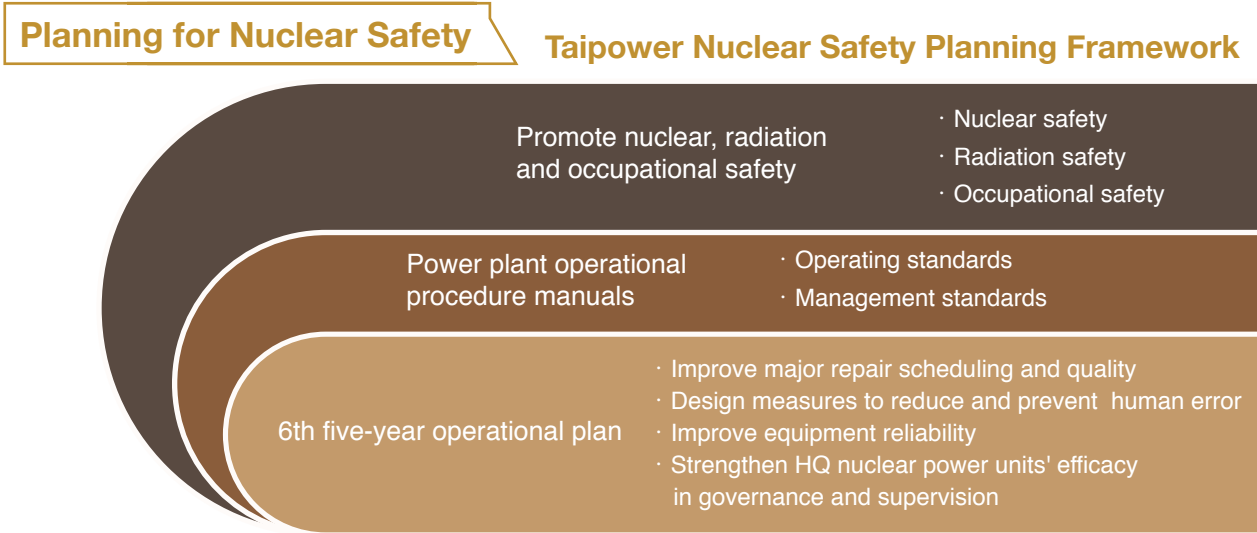 Planning for Nuclear Safety
Taipower Nuclear Safety Planning Framework
Promote nuclear, radiation
and occupational safety
· Nuclear safety
· Radiation safety
· Occupational safety
Power plant operational
procedure manuals
· Operating standards
· Management standards
6th five-year operational plan
· Improve major repair scheduling and quality
· Design measures to reduce and prevent human error
· Improve equipment reliability
· Strengthen HQ nuclear power units' efficacy
in governance and supervision